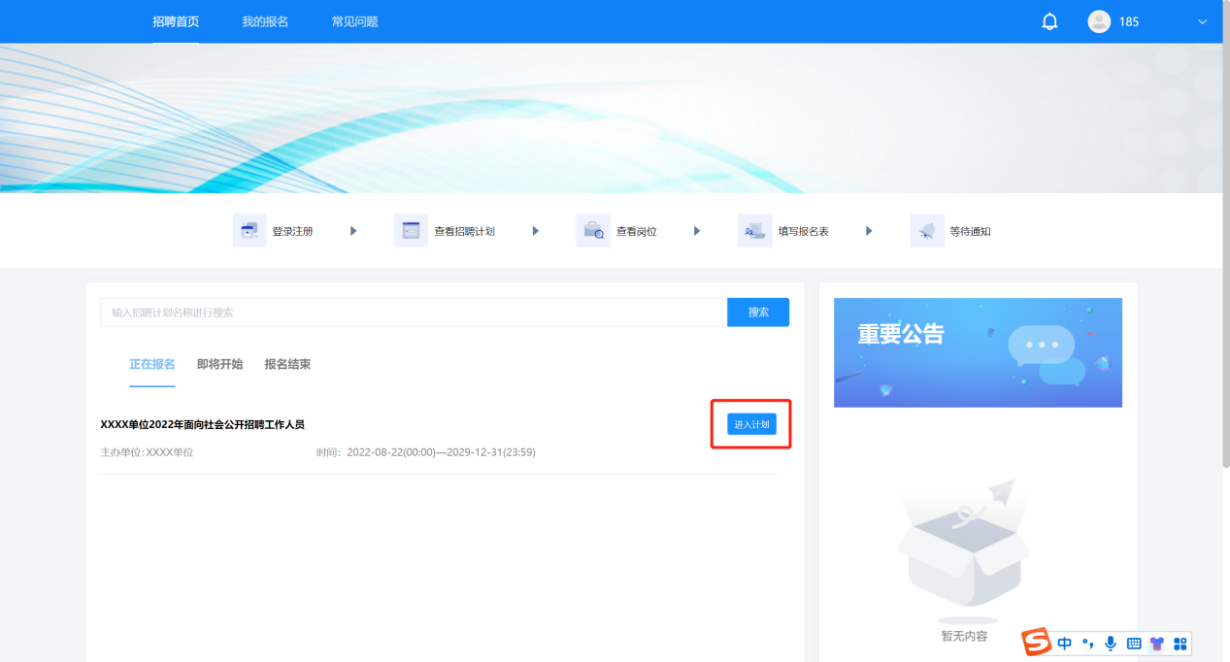 招聘首页 我的报名 常见问题 185
登录注册 查看招聘计划 查看岗位 填写报名表 等待通知
输入招聘计划名称进行搜索 搜索
重要公告
正在报名 即将开始 报名结束
XXXX单位2022年面向社会公开招聘工作人员 进入计划
主办单位:XXXX单位 时间：2022-08-22(00:00)—2029-12-31(23:59)
暂无内容
S 中